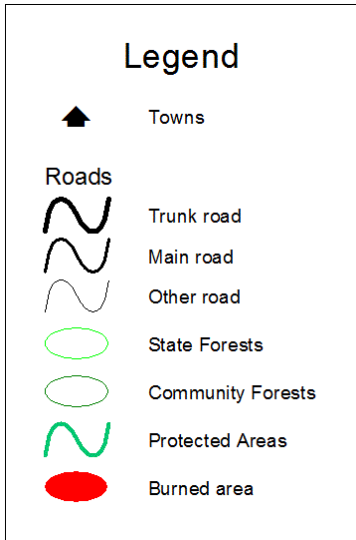 Legend
Towns
Roads
Trunk road
Main road
Other road
State Forests
Community Forests
Protected Areas
Burned area